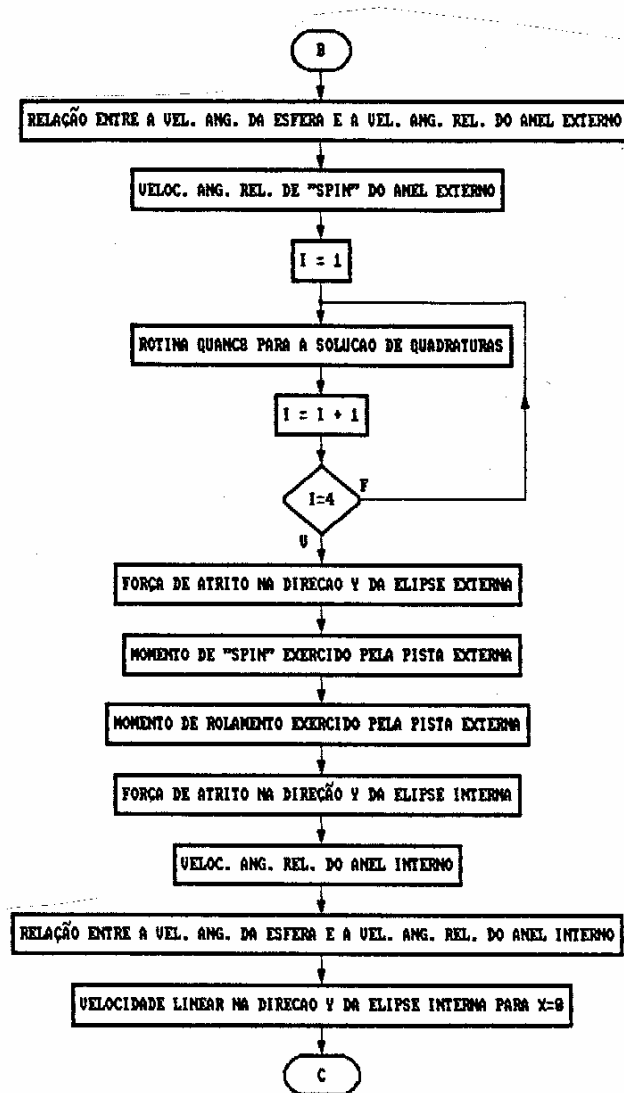 B
RELAÇÃO ENTRE A VEL. ANG. DA ESFERA E A VEL. ANG. REL. DO ANEL EXTERNO
VELOC. ANG. REL. DE "SPIN" DO ANEL EXTERNO
I = 1
ROTINA QUANC8 PARA A SOLUCAO DE QUADRATURAS
I = I + 1
I=4
F
V
FORÇA DE ATRITO NA DIRECAO Y DA ELIPSE EXTERNA
MOMENTO DE "SPIN" EXERCIDO PELA PISTA EXTERNA
MOMENTO DE ROLAMENTO EXERCIDO PELA PISTA EXTERNA
FORÇA DE ATRITO NA DIREÇÃO Y DA ELIPSE INTERNA
VELOC. ANG. REL. DO ANEL INTERNO
RELAÇÃO ENTRE A VEL. ANG. DA ESFERA E A VEL. ANG. REL. DO ANEL INTERNO
VELOCIDADE LINEAR NA DIRECAO Y DA ELIPSE INTERNA PARA X=0
C